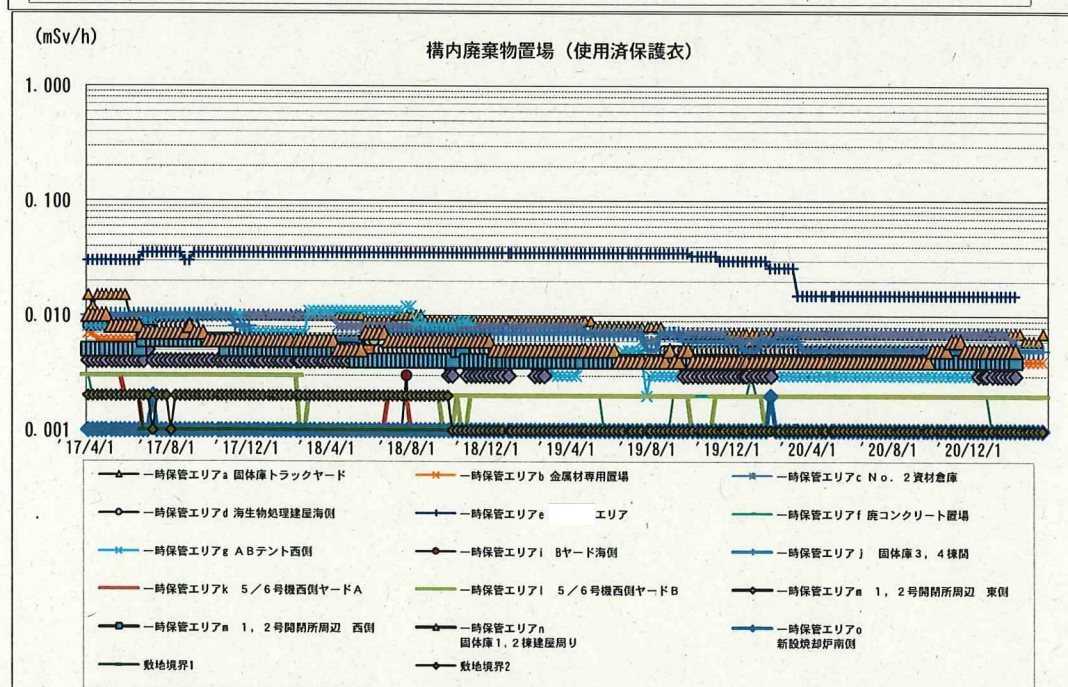 (mSv/h)
構内廃棄物置場(使用済保護衣)
1.000
0.100
0.010
0.001
'17/4/1 '17/8/1 '17/12/1 '18/4/1 '18/8/1 '18/12/1 '19/4/1 '19/8/1 '19/12/1 '20/4/1 '20/8/1 '20/12/1
一時保管エリアa 固体庫トラックヤード
一時保管エリアb 金属材専用置場
一時保管エリアc No.2資材倉庫
一時保管エリアd 海生物処理建屋海側
一時保管エリアe エリア
一時保管エリアf 廃コンクリート置場
一時保管エリアg ABテント西側
一時保管エリアi Bヤード海側
一時保管エリアj 固体庫3,4棟間
一時保管エリアk 5/6号機西側ヤードA
一時保管エリアl 5/6号機西側ヤードB
一時保管エリアm 1,2号開閉所周辺 東側
一時保管エリアm 1,2号開閉所周辺 西側
一時保管エリアn
固体庫1,2棟建屋周り
一時保管エリアo
新設焼却炉南側
敷地境界1
敷地境界2